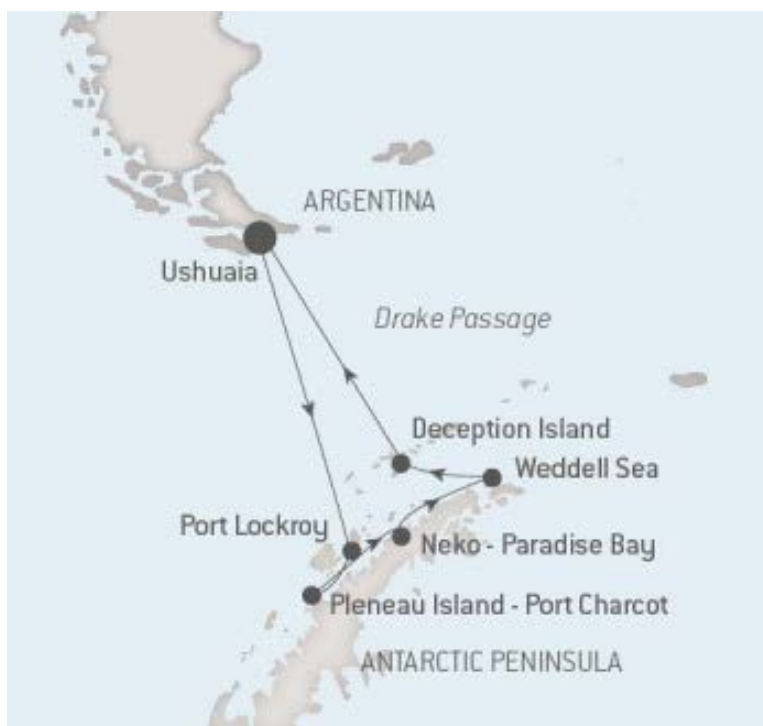 ARGENTINA
Ushuaia
Drake Passage
Deception Island
Weddell Sea
Port Lockroy
Neko - Paradise Bay
Pleneau Island - Port Charcot
ANTARCTIC PENINSULA